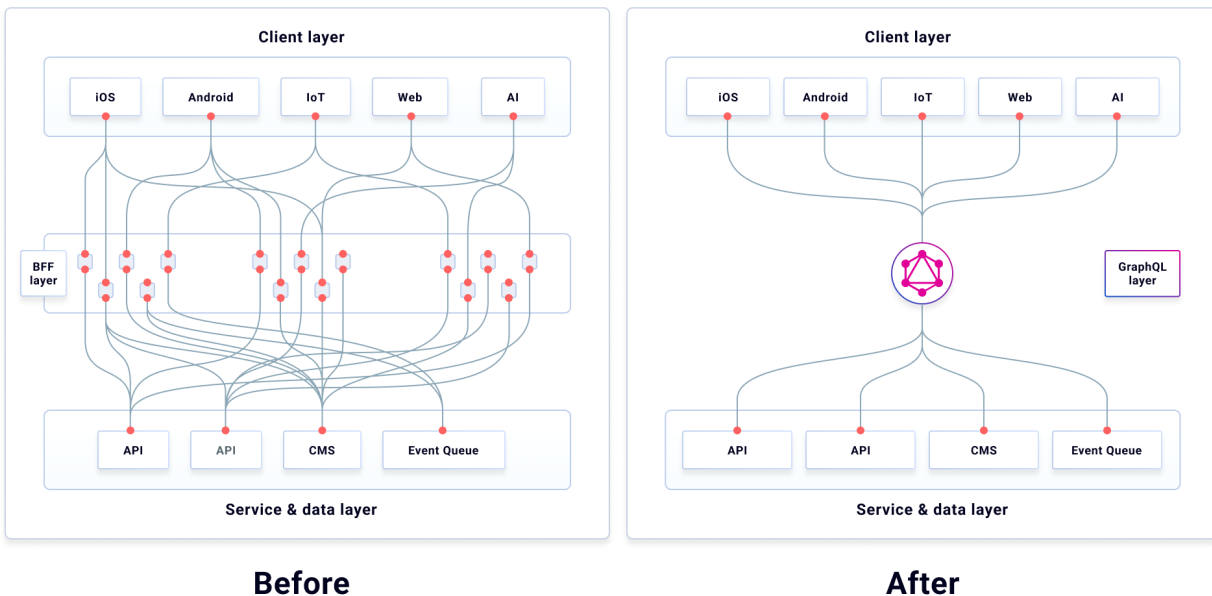 Client layer
iOS Android IoT Web AI
BFF
layer
API API CMS Event Queue
Service & data layer
Before
Client layer
iOS Android IoT Web AI
GraphQL
layer
API API CMS Event Queue
Service & data layer
After